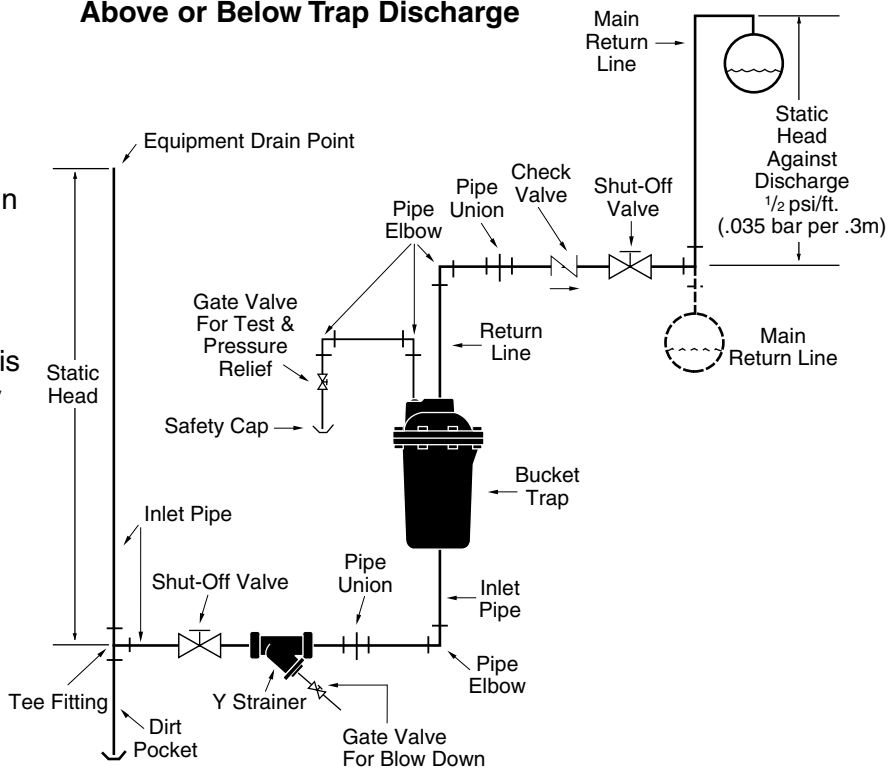 Above or Below Trap Discharge
Main
Return
Line
Equipment Drain Point
n
Static
Head
Against
Discharge
1/2 psi/ft.
(.035 bar per .3m)
Check
Valve
Pipe
Union
Shut-Off
Valve
Pipe
Elbow
Gate Valve
For Test &
Pressure
Relief
Return
Line
Main
Return Line
is
Static
Head
Safety Cap
Bucket
Trap
Inlet Pipe
Pipe
Union
Shut-Off Valve
Inlet
Pipe
Pipe
Elbow
Tee Fitting
Y Strainer
Dirt
Pocket
Gate Valve
For Blow Down